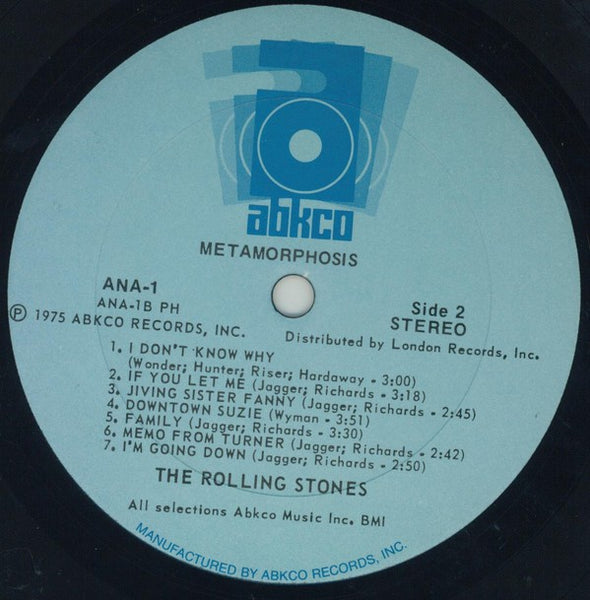 abkco
METAMORPHOSIS
ANA-1
ANA-1B PH
Side 2
STEREO
Ⓟ 1975 ABKCO RECORDS, INC.
Distributed by London Records, Inc.
1. I DON'T KNOW WHY
(Wonder; Hunter; Riser; Hardaway - 3:00)
2. IF YOU LET ME (Jagger; Richards - 3:18)
3. JIVING SISTER FANNY (Jagger; Richards - 2:45)
4. DOWNTOWN SUZIE (Wyman - 3:51)
5. FAMILY (Jagger; Richards - 3:30)
6. MEMO FROM TURNER (Jagger; Richards - 2:42)
7. I'M GOING DOWN (Jagger; Richards - 2:50)
THE ROLLING STONES
All selections Abkco Music Inc. BMI
MANUFACTURED BY ABKCO RECORDS, INC.